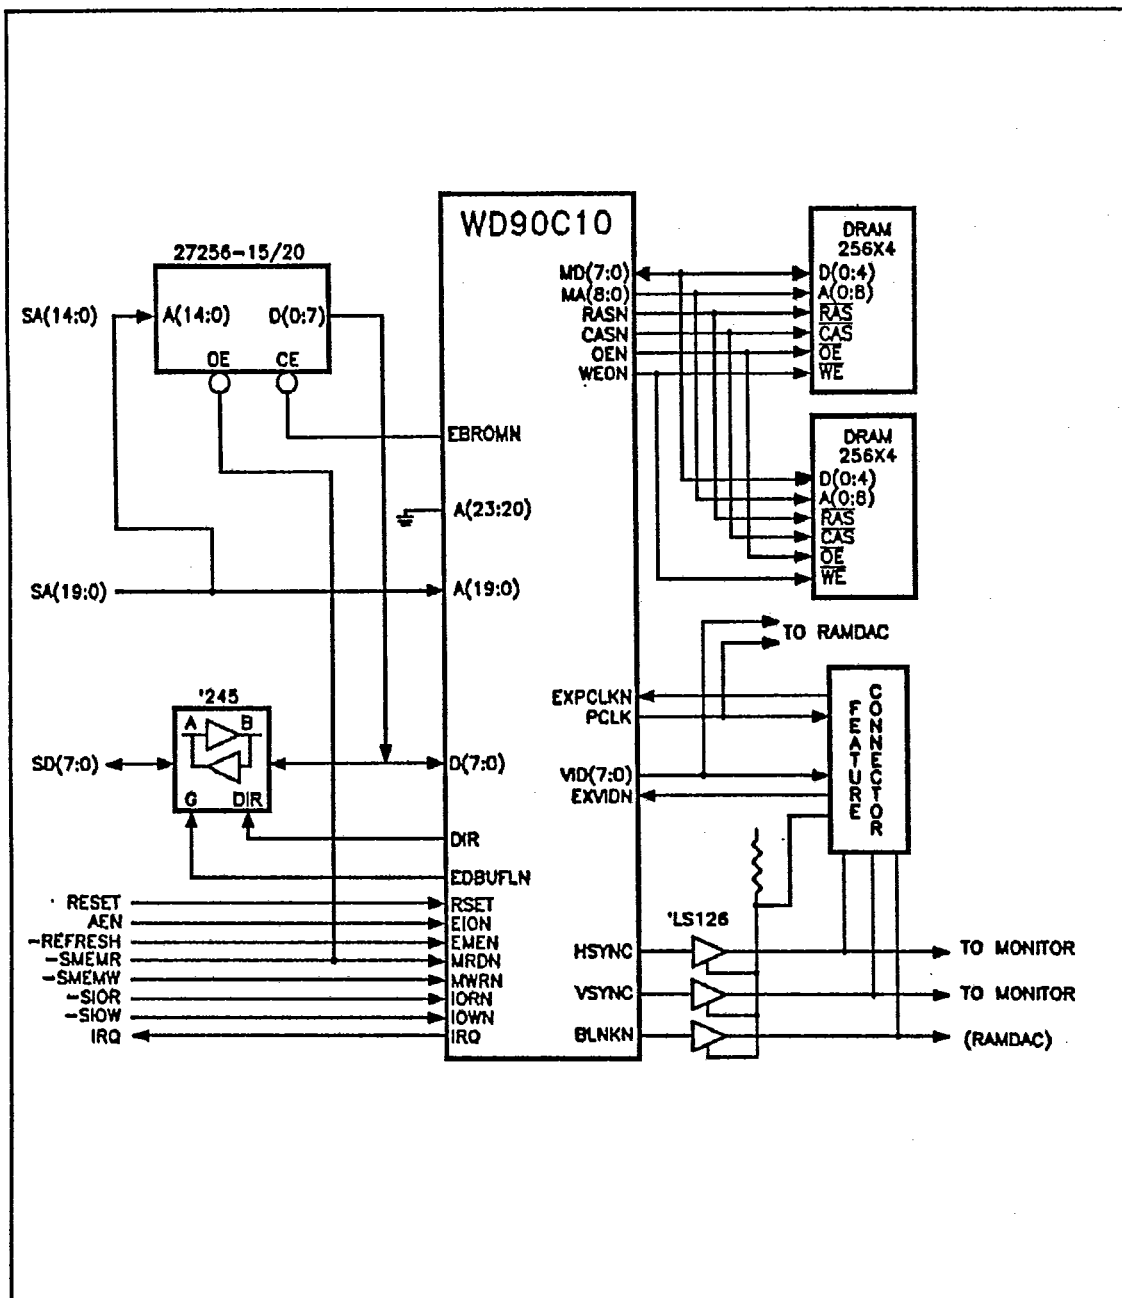 WD90C10
27256-15/20
SA(14:0)
A(14:0)
D(0:7)
OE
CE
EBROMN
A(23:20)
SA(19:0)
A(19:0)
'245
A
B
G
DIR
SD(7:0)
D(7:0)
DIR
EDBUFLN
RESET
RSET
AEN
EION
-REFRESH
EMEN
-SMEMR
MRDN
-SMEMW
MWRN
-SIOR
IORN
-SIOW
IOWN
IRQ
IRQ
MD(7:0)
MA(8:0)
RASN
CASN
OEN
WE0N
DRAM
256X4
D(0:4)
A(0:8)
RAS
CAS
OE
WE
DRAM
256X4
D(0:4)
A(0:8)
RAS
CAS
OE
WE
TO RAMDAC
EXPCLKN
PCLK
VID(7:0)
EXVIDN
FEATURE
CONNECTOR
'LS126
HSYNC
TO MONITOR
VSYNC
TO MONITOR
BLNKN
(RAMDAC)